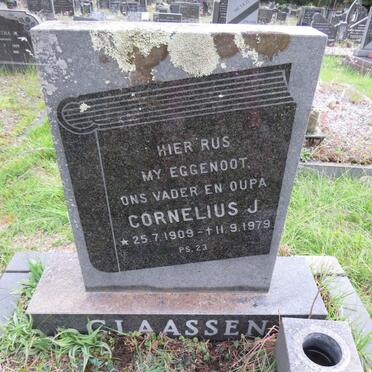 HIER RUS
MY EGGENOOT,
ONS VADER EN OUPA
CORNELIUS J.
* 25.7.1909 - † 11.9.1979
PS. 23
CLAASSEN